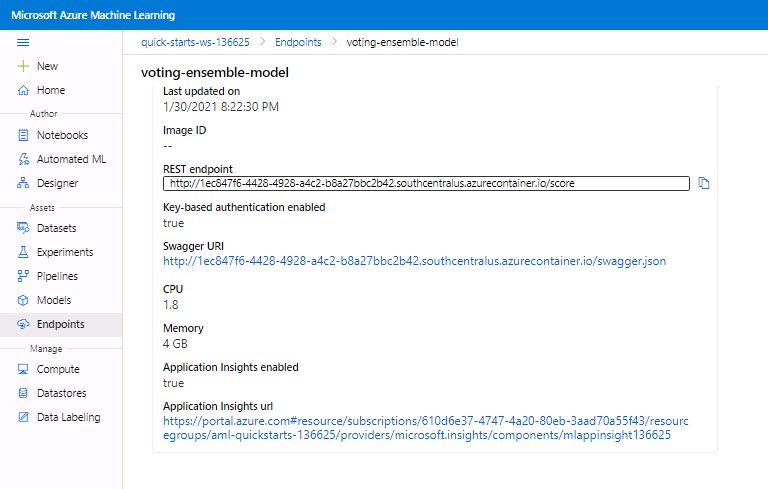 Microsoft Azure Machine Learning
New
Home
Author
Notebooks
Automated ML
Designer
Assets
Datasets
Experiments
Pipelines
Models
Endpoints
Manage
Compute
Datastores
Data Labeling
quick-starts-ws-136625 > Endpoints > voting-ensemble-model
voting-ensemble-model
Last updated on
1/30/2021 8:22:30 PM
Image ID
--
REST endpoint
http://1ec847f6-4428-4928-a4c2-b8a27bbc2b42.southcentralus.azurecontainer.io/score
Key-based authentication enabled
true
Swagger URI
http://1ec847f6-4428-4928-a4c2-b8a27bbc2b42.southcentralus.azurecontainer.io/swagger.json
CPU
1.8
Memory
4 GB
Application Insights enabled
true
Application Insights url
https://portal.azure.com#resource/subscriptions/610d6e37-4747-4a20-80eb-3aad70a55f43/resourc
egroups/aml-quickstarts-136625/providers/microsoft.insights/components/mlappinsight136625